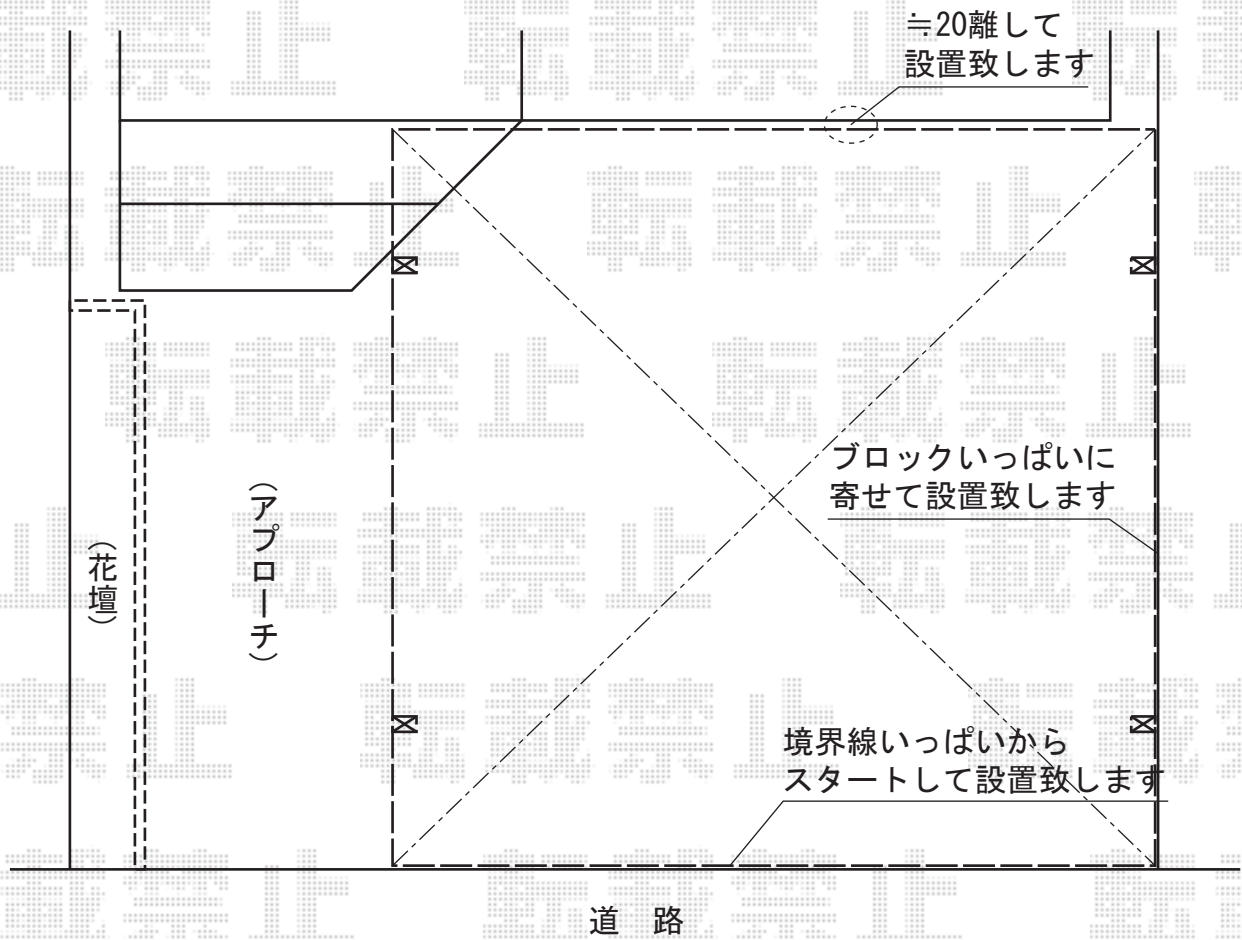 ≒20離して
設置致します
ブロックいっぱいに
寄せて設置致します
(アプローチ)
(花壇)
境界線いっぱいから
スタートして設置致します
道　路
転載禁止